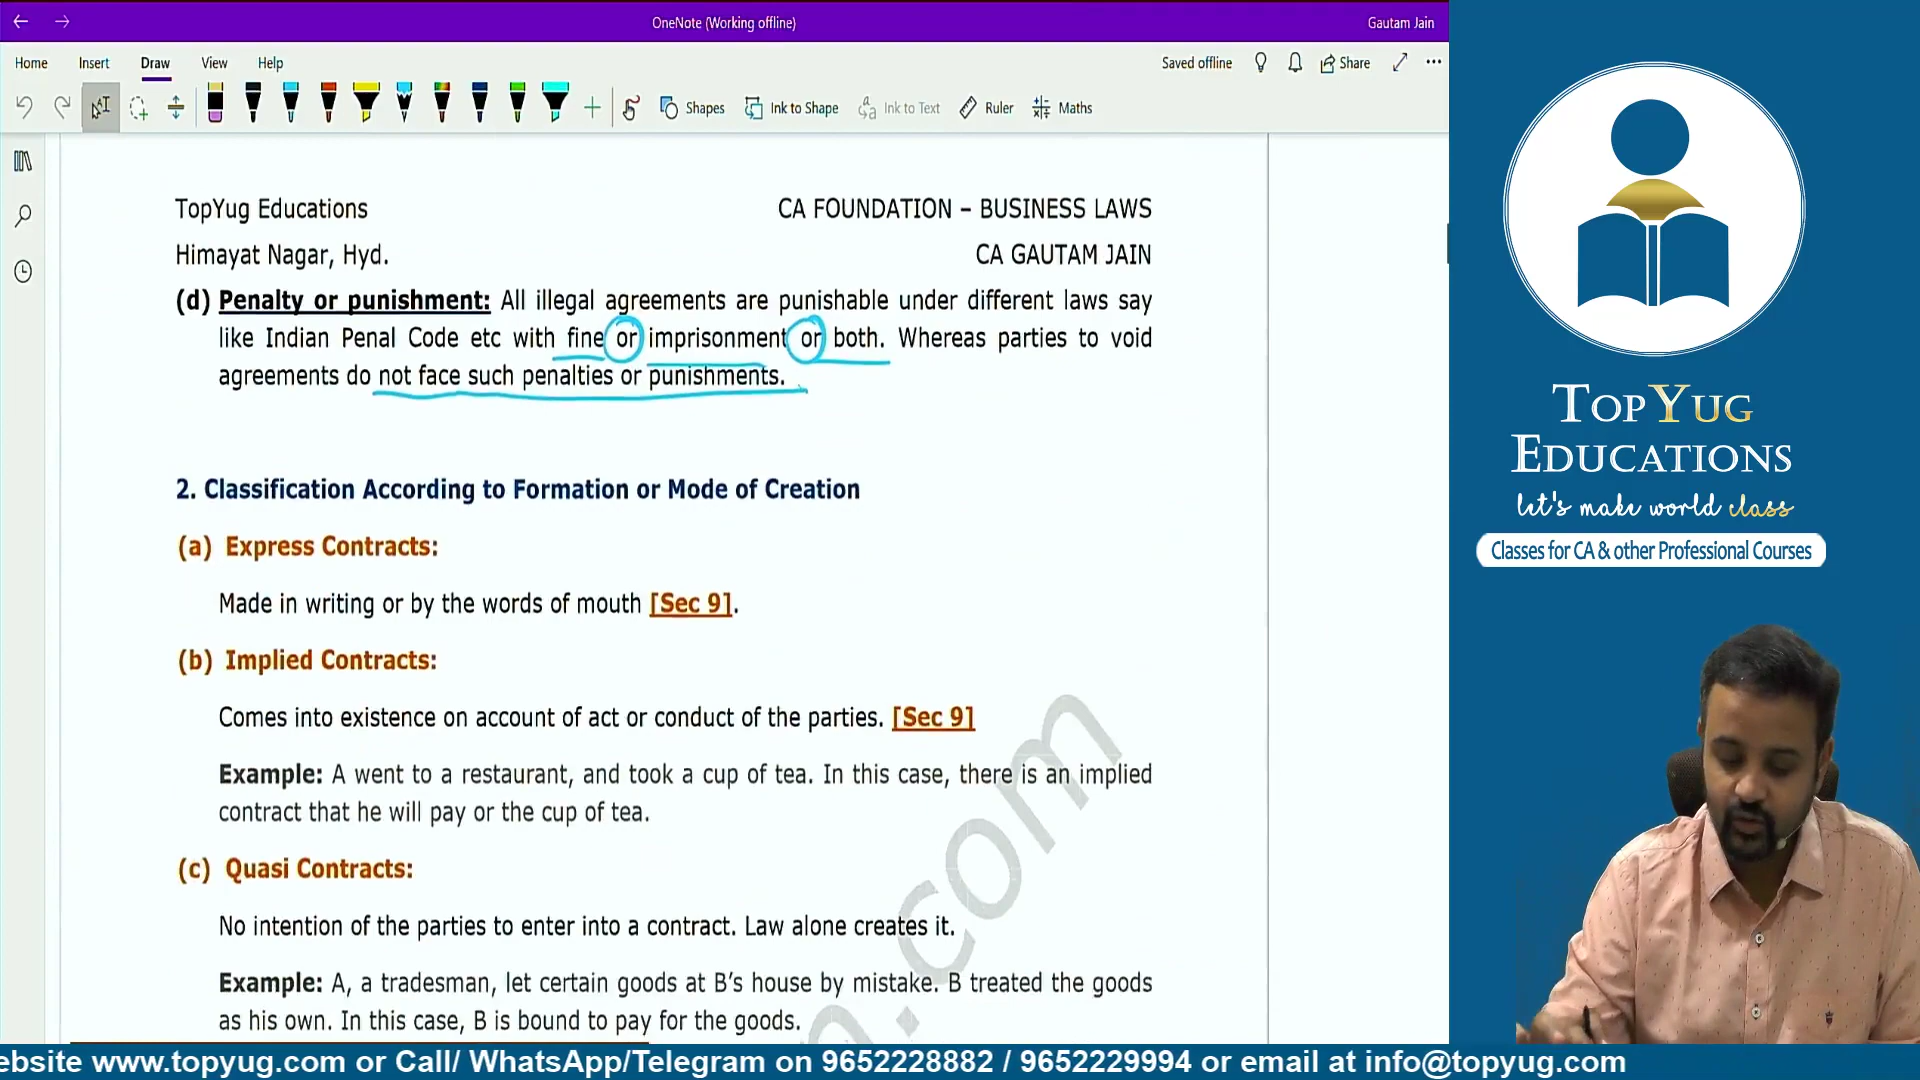 OneNote (Working offline)
Gautam Jain
Home Insert Draw View Help
Saved offline Share
Shapes Ink to Shape Ink to Text Ruler Maths
TopYug Educations CA FOUNDATION – BUSINESS LAWS
Himayat Nagar, Hyd. CA GAUTAM JAIN
(d) Penalty or punishment: All illegal agreements are punishable under different laws say
like Indian Penal Code etc with fine or imprisonment or both. Whereas parties to void
agreements do not face such penalties or punishments.
2. Classification According to Formation or Mode of Creation
(a) Express Contracts:
Made in writing or by the words of mouth [Sec 9].
(b) Implied Contracts:
Comes into existence on account of act or conduct of the parties. [Sec 9]
Example: A went to a restaurant, and took a cup of tea. In this case, there is an implied
contract that he will pay or the cup of tea.
(c) Quasi Contracts:
No intention of the parties to enter into a contract. Law alone creates it.
Example: A, a tradesman, let certain goods at B's house by mistake. B treated the goods
as his own. In this case, B is bound to pay for the goods.
n.com
TOPYUG
EDUCATIONS
let's make world class
Classes for CA & other Professional Courses
ebsite www.topyug.com or Call/ WhatsApp/Telegram on 9652228882 / 9652229994 or email at info@topyug.com